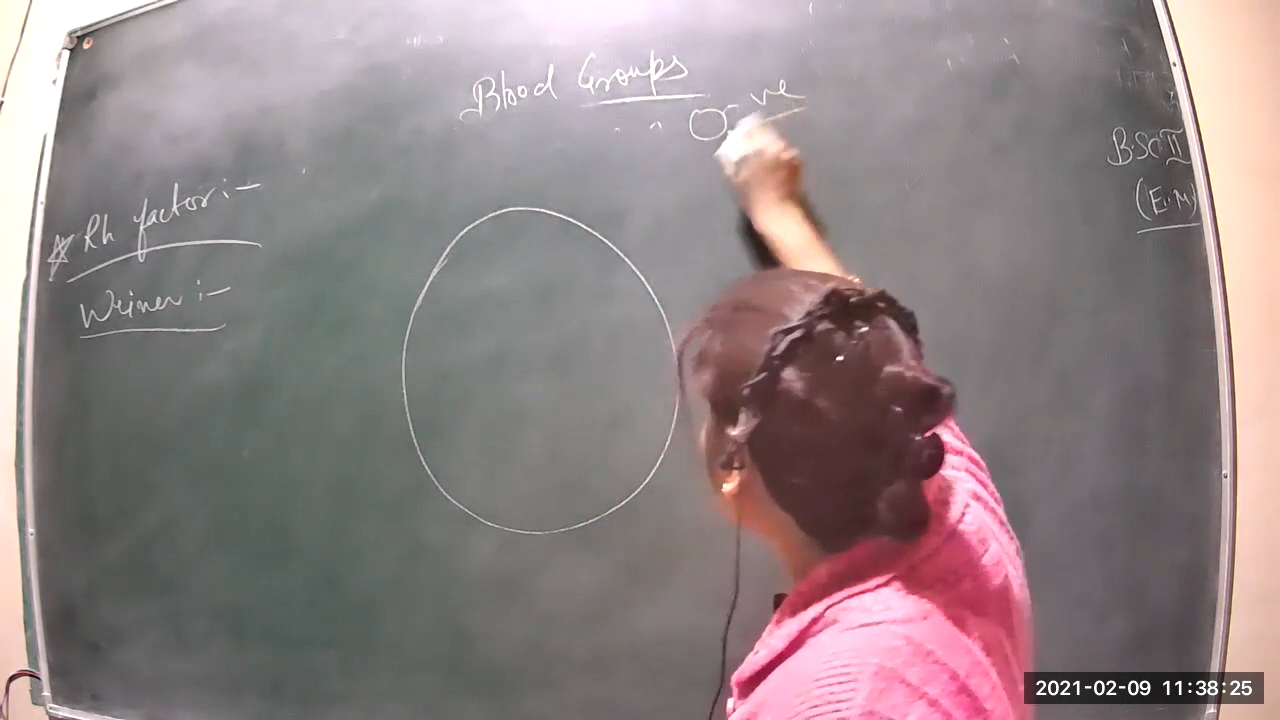 Blood Groups
O -ve
B.Sc II
(E.M)
* Rh factor :-
Weiner :-
2021-02-09 11:38:25